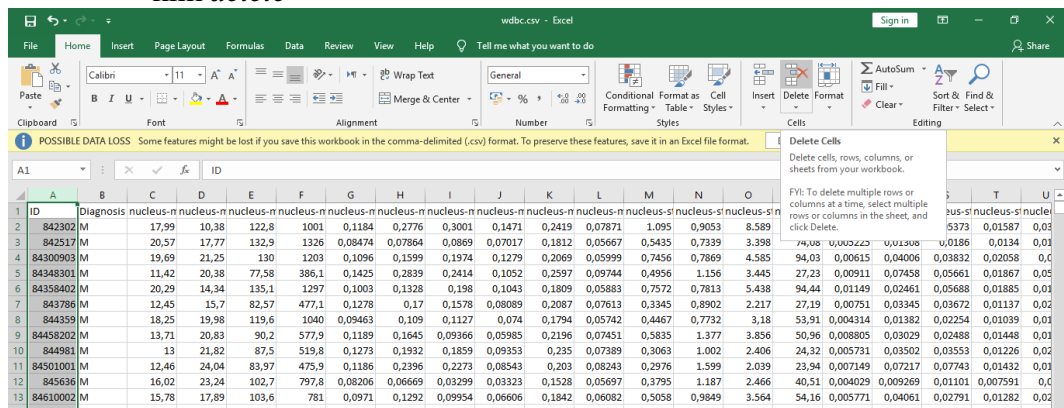 wdbc.csv - Excel
Sign in
File Home Insert Page Layout Formulas Data Review View Help Tell me what you want to do Share
Paste Calibri 11 A A Wrap Text General AutoSum
B I U A Merge & Center % Conditional Format as Cell Insert Delete Format Fill Sort & Find &
Formatting Table Styles Clear Filter Select
Clipboard Font Alignment Number Styles Cells Editing
POSSIBLE DATA LOSS Some features might be lost if you save this workbook in the comma-delimited (.csv) format. To preserve these features, save it in an Excel file format.
Delete Cells
Delete cells, rows, columns, or
sheets from your workbook.
FYI: To delete multiple rows or
columns at a time, select multiple
rows or columns in the sheet, and
click Delete.
A1 fx ID
A B C D E F G H I J K L M N O T U
1 ID Diagnosis nucleus-m nucleus-m nucleus-m nucleus-m nucleus-m nucleus-m nucleus-m nucleus-m nucleus-m nucleus-m nucleus-st nucleus-st nucleus-st
2 842302 M 17,99 10,38 122,8 1001 0,1184 0,2776 0,3001 0,1471 0,2419 0,07871 1.095 0,9053 8.589 05373 0,01587 0,03
3 842517 M 20,57 17,77 132,9 1326 0,08474 0,07864 0,0869 0,07017 0,1812 0,05667 0,5435 0,7339 3.398 74,08 0,005225 0,01308 0,0186 0,0134 0,01
4 84300903 M 19,69 21,25 130 1203 0,1096 0,1599 0,1974 0,1279 0,2069 0,05999 0,7456 0,7869 4.585 94,03 0,00615 0,04006 0,03832 0,02058 0,0
5 84348301 M 11,42 20,38 77,58 386,1 0,1425 0,2839 0,2414 0,1052 0,2597 0,09744 0,4956 1.156 3.445 27,23 0,00911 0,07458 0,05661 0,01867 0,05
6 84358402 M 20,29 14,34 135,1 1297 0,1003 0,1328 0,198 0,1043 0,1809 0,05883 0,7572 0,7813 5.438 94,44 0,01149 0,02461 0,05688 0,01885 0,01
7 843786 M 12,45 15,7 82,57 477,1 0,1278 0,17 0,1578 0,08089 0,2087 0,07613 0,3345 0,8902 2.217 27,19 0,00751 0,03345 0,03672 0,01137 0,02
8 844359 M 18,25 19,98 119,6 1040 0,09463 0,109 0,1127 0,074 0,1794 0,05742 0,4467 0,7732 3,18 53,91 0,004314 0,01382 0,02254 0,01039 0,01
9 84458202 M 13,71 20,83 90,2 577,9 0,1189 0,1645 0,09366 0,05985 0,2196 0,07451 0,5835 1.377 3.856 50,96 0,008805 0,03029 0,02488 0,01448 0,01
10 844981 M 13 21,82 87,5 519,8 0,1273 0,1932 0,1859 0,09353 0,235 0,07389 0,3063 1.002 2.406 24,32 0,005731 0,03502 0,03553 0,01226 0,02
11 84501001 M 12,46 24,04 83,97 475,9 0,1186 0,2396 0,2273 0,08543 0,203 0,08243 0,2976 1.599 2.039 23,94 0,007149 0,07217 0,07743 0,01432 0,01
12 845636 M 16,02 23,24 102,7 797,8 0,08206 0,06669 0,03299 0,03323 0,1528 0,05697 0,3795 1.187 2.466 40,51 0,004029 0,009269 0,01101 0,007591 0,0
13 84610002 M 15,78 17,89 103,6 781 0,0971 0,1292 0,09954 0,06606 0,1842 0,06082 0,5058 0,9849 3.564 54,16 0,005771 0,04061 0,02791 0,01282 0,02